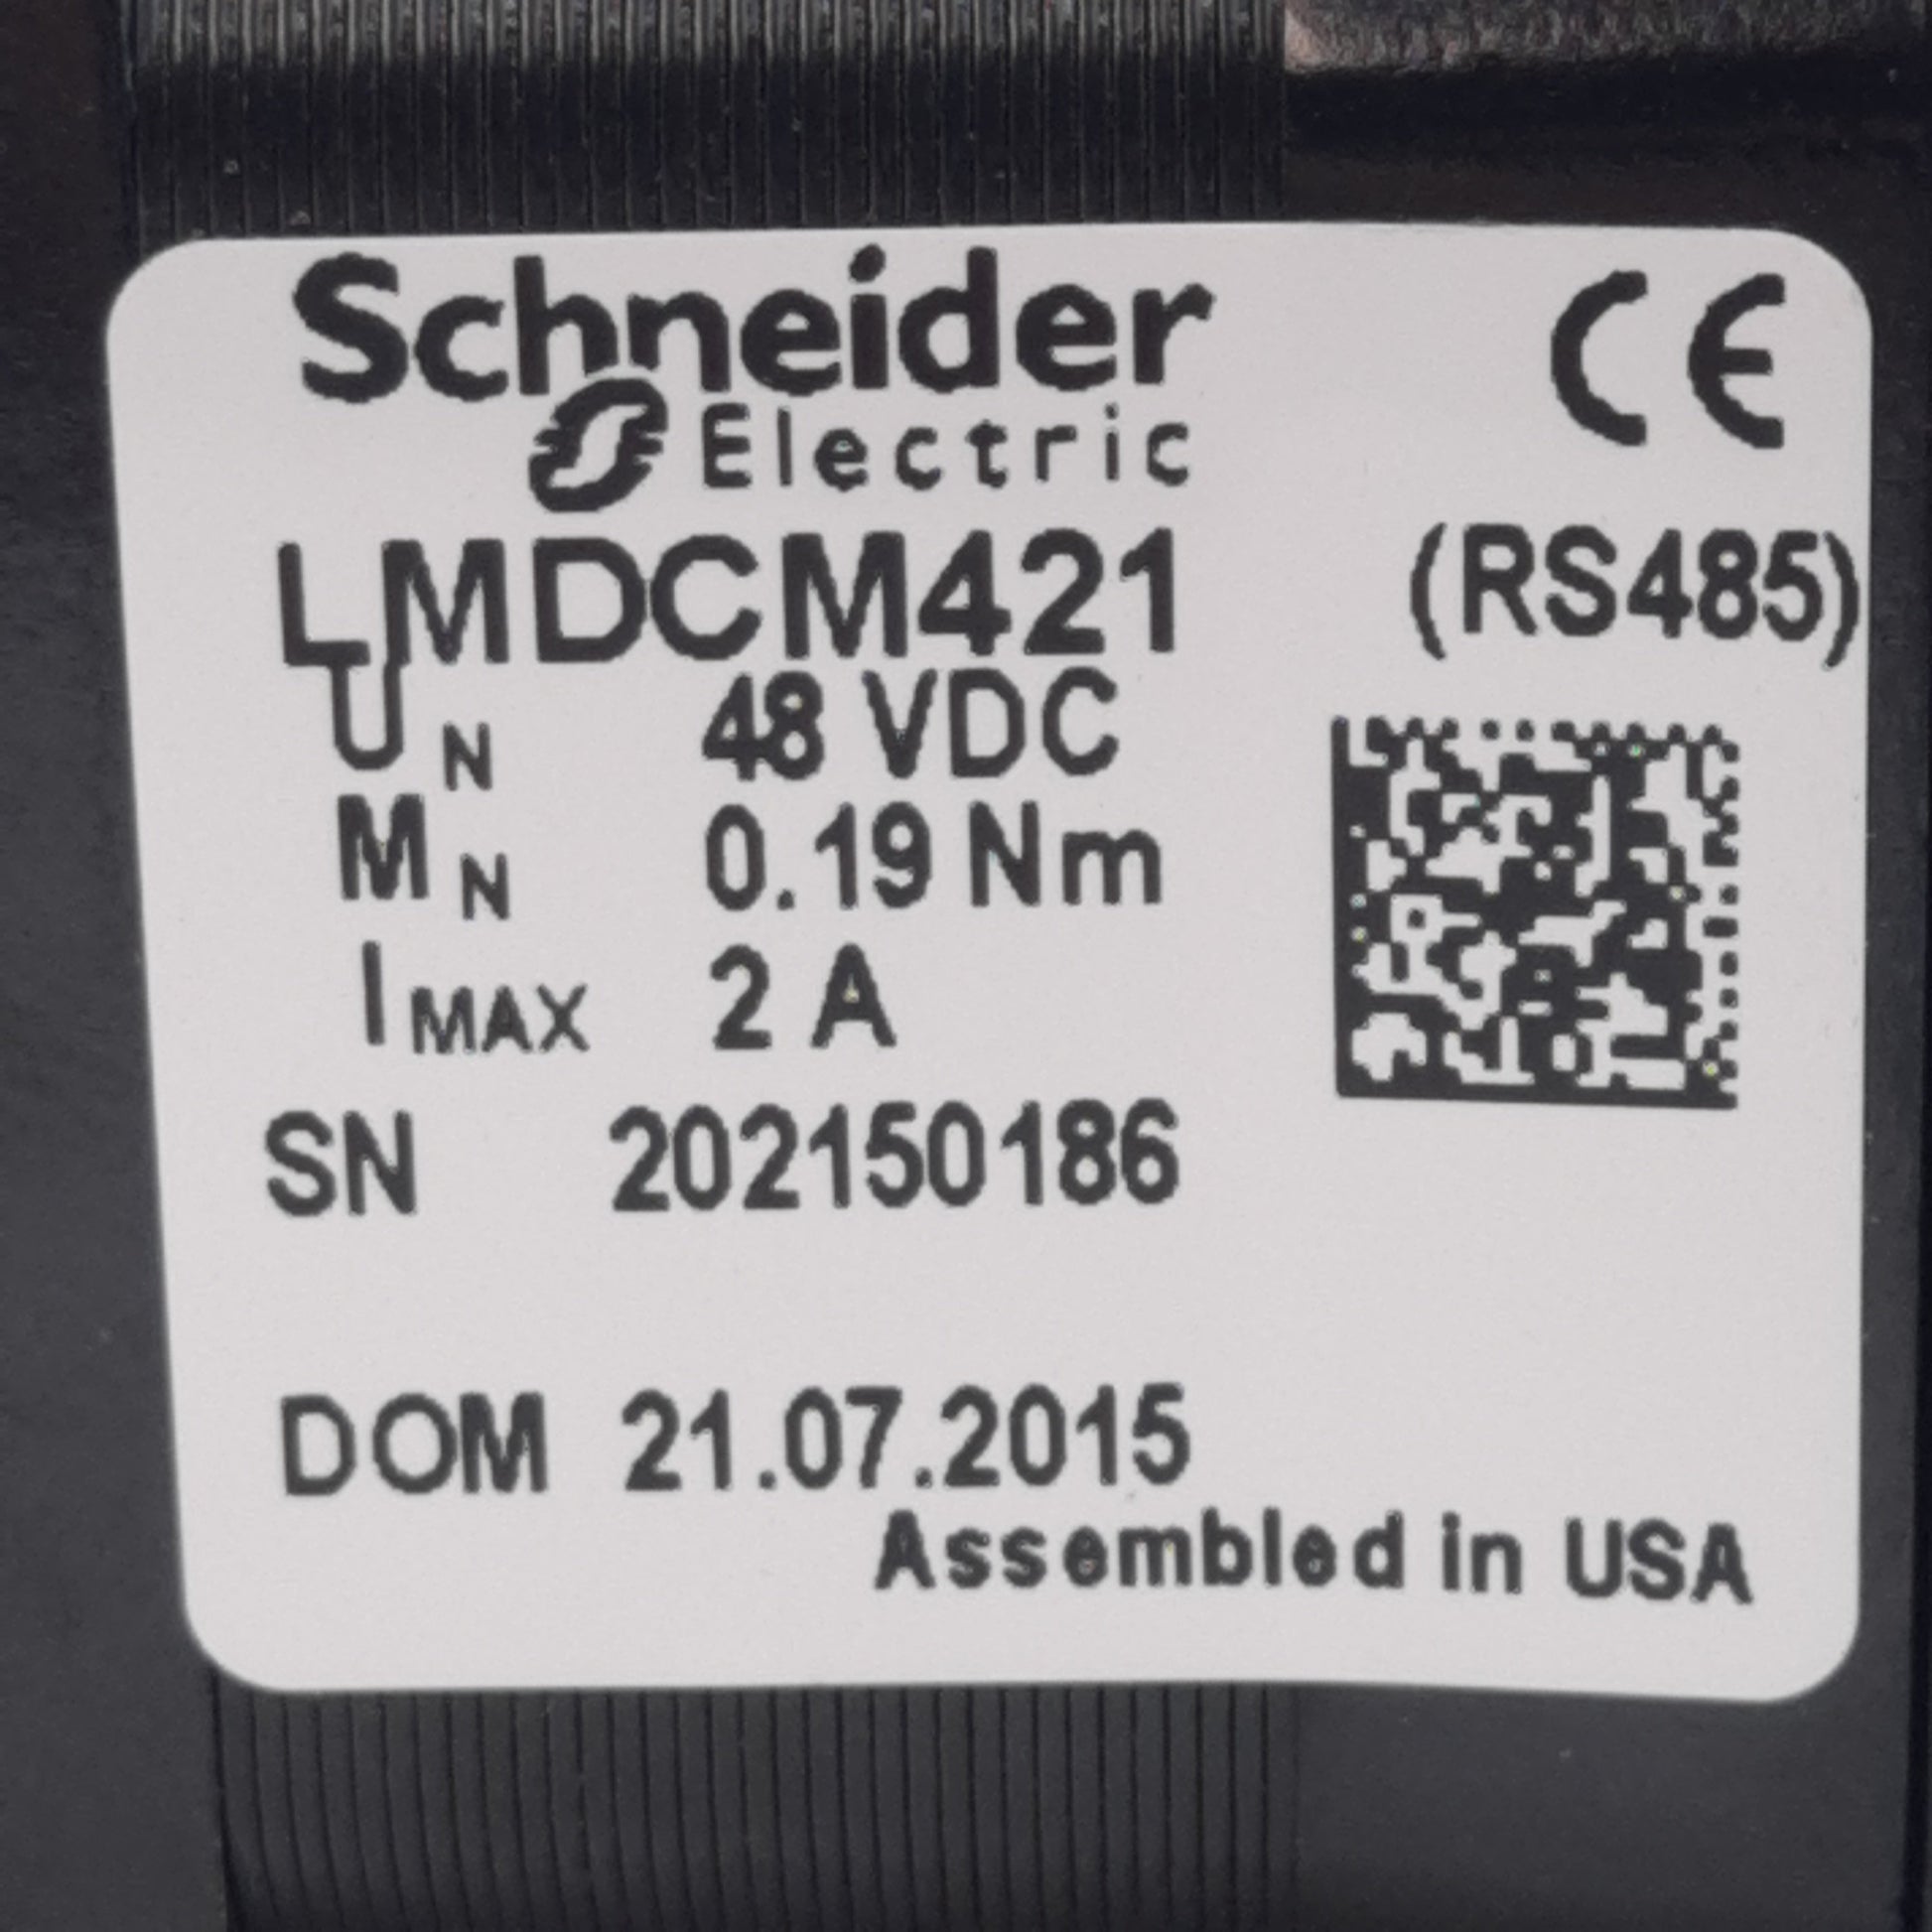 Schneider
Electric
CE
LMDCM421 (RS485)
U N 48 VDC
M N 0.19 Nm
I MAX 2 A
SN 202150186
DOM 21.07.2015
Assembled in USA